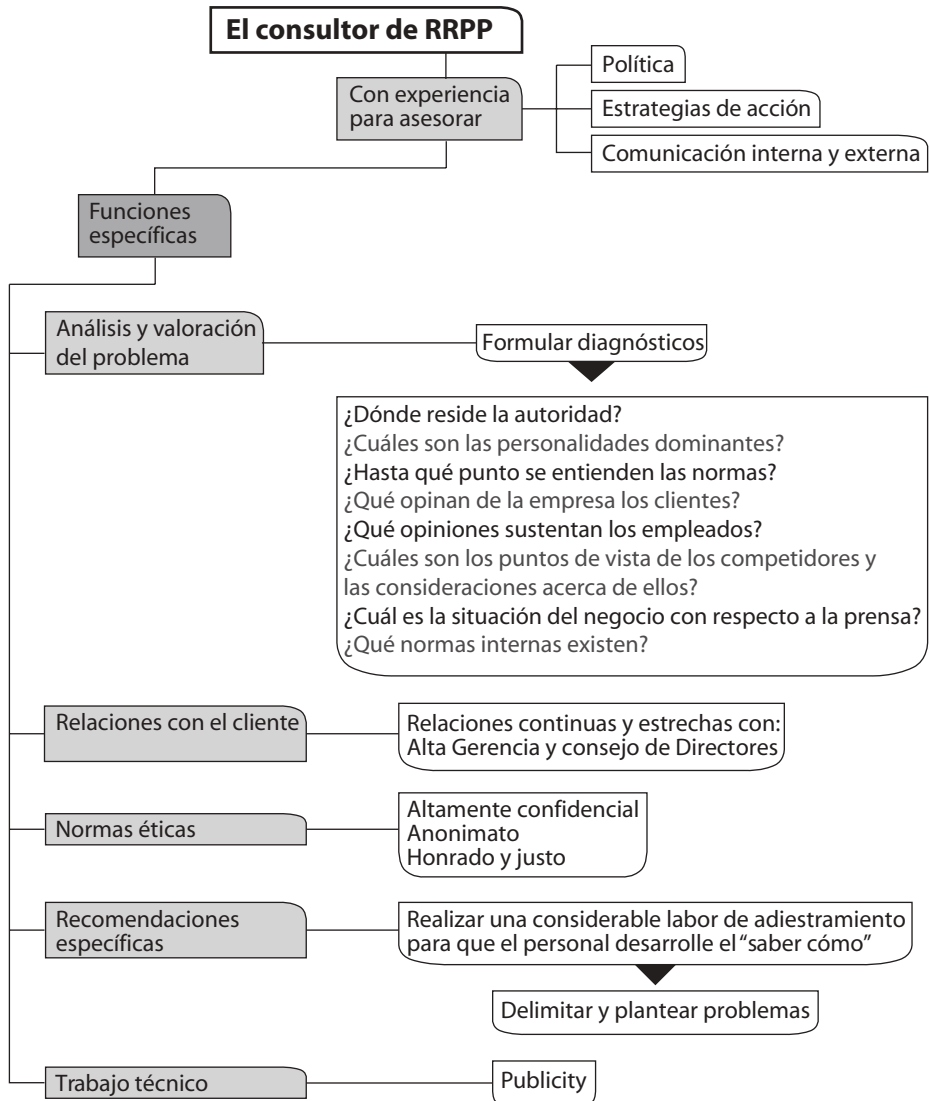 El consultor de RRPP
Con experiencia
para asesorar
Política
Estrategias de acción
Comunicación interna y externa
Funciones
específicas
Análisis y valoración
del problema
Formular diagnósticos
¿Dónde reside la autoridad?
¿Cuáles son las personalidades dominantes?
¿Hasta qué punto se entienden las normas?
¿Qué opinan de la empresa los clientes?
¿Qué opiniones sustentan los empleados?
¿Cuáles son los puntos de vista de los competidores y
las consideraciones acerca de ellos?
¿Cuál es la situación del negocio con respecto a la prensa?
¿Qué normas internas existen?
Relaciones con el cliente
Relaciones continuas y estrechas con:
Alta Gerencia y consejo de Directores
Normas éticas
Altamente confidencial
Anonimato
Honrado y justo
Recomendaciones
específicas
Realizar una considerable labor de adiestramiento
para que el personal desarrolle el “saber cómo”
Delimitar y plantear problemas
Trabajo técnico
Publicity